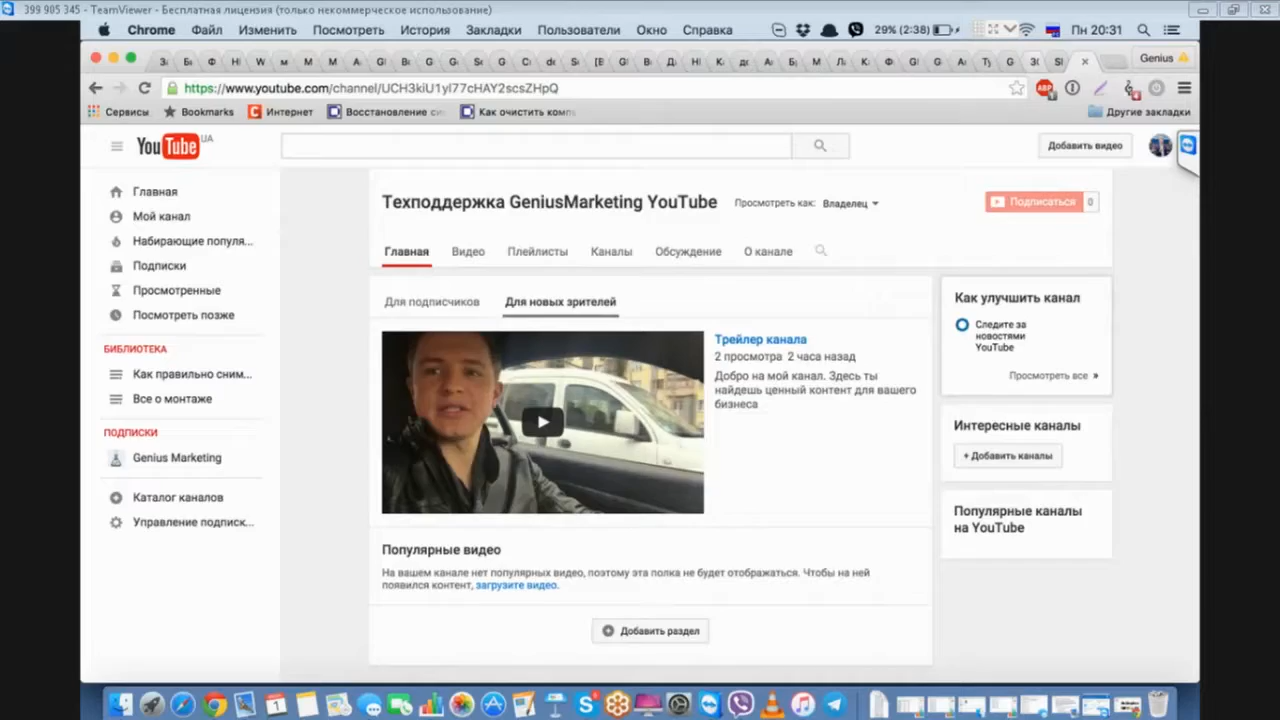 399 905 345 - TeamViewer - Бесплатная лицензия (только некоммерческое использование)
Chrome Файл Изменить Посмотреть История Закладки Пользователи Окно Справка 29% (2:38) Пн 20:31
Genius
https://www.youtube.com/channel/UCH3kiU1yl77cHAY2scsZHpQ
ABP
Сервисы Bookmarks Интернет Восстановление Как очистить Другие закладки
YouTube UA
Добавить видео
Главная
Мой канал
Набирающие популя...
Подписки
Просмотренные
Посмотреть позже
БИБЛИОТЕКА
Как правильно сним...
Все о монтаже
ПОДПИСКИ
Genius Marketing
Каталог каналов
Управление подписк...
Техподдержка GeniusMarketing YouTube
Просмотреть как: Владелец
Подписаться 0
Главная Видео Плейлисты Каналы Обсуждение О канале
Для подписчиков Для новых зрителей
Трейлер канала
2 просмотра 2 часа назад
Добро на мой канал. Здесь ты
найдешь ценный контент для вашего
бизнеса
Популярные видео
На вашем канале нет популярных видео, поэтому эта полка не будет отображаться. Чтобы на ней
появился контент, загрузите видео.
Добавить раздел
Как улучшить канал
Следите за
новостями
YouTube
Просмотреть все »
Интересные каналы
+ Добавить каналы
Популярные каналы
на YouTube